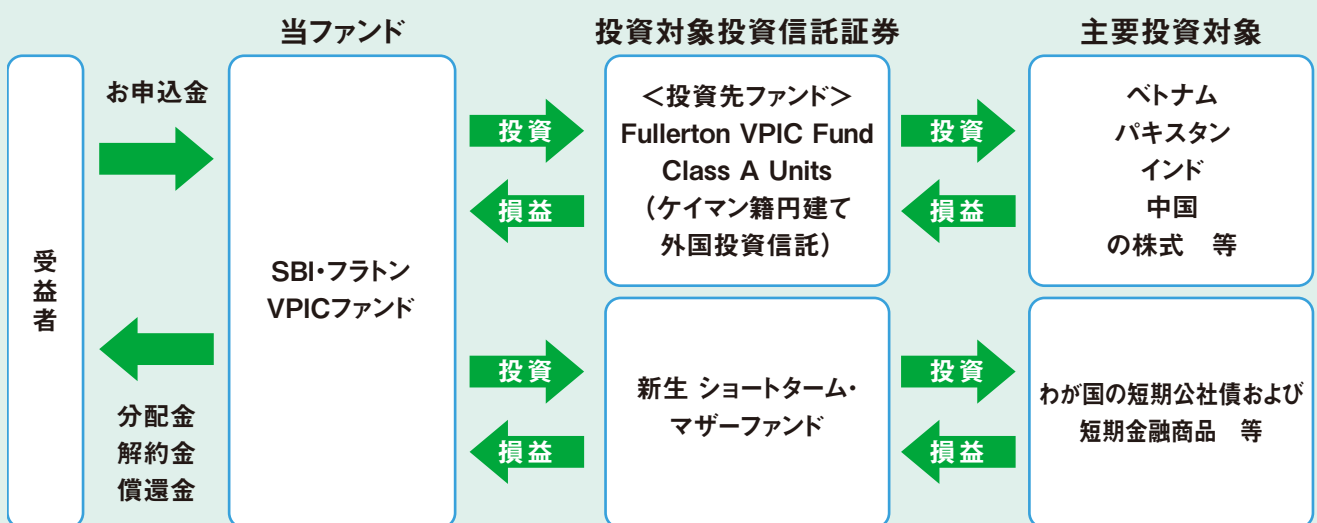 当ファンド
投資対象投資信託証券
主要投資対象
受益者
お申込金
分配金
解約金
償還金
SBI・フラトン
VPICファンド
投資
損益
＜投資先ファンド＞
Fullerton VPIC Fund
Class A Units
（ケイマン籍円建て
外国投資信託）
投資
損益
ベトナム
パキスタン
インド
中国
の株式　等
投資
損益
新生 ショートターム・
マザーファンド
投資
損益
わが国の短期公社債および
短期金融商品　等